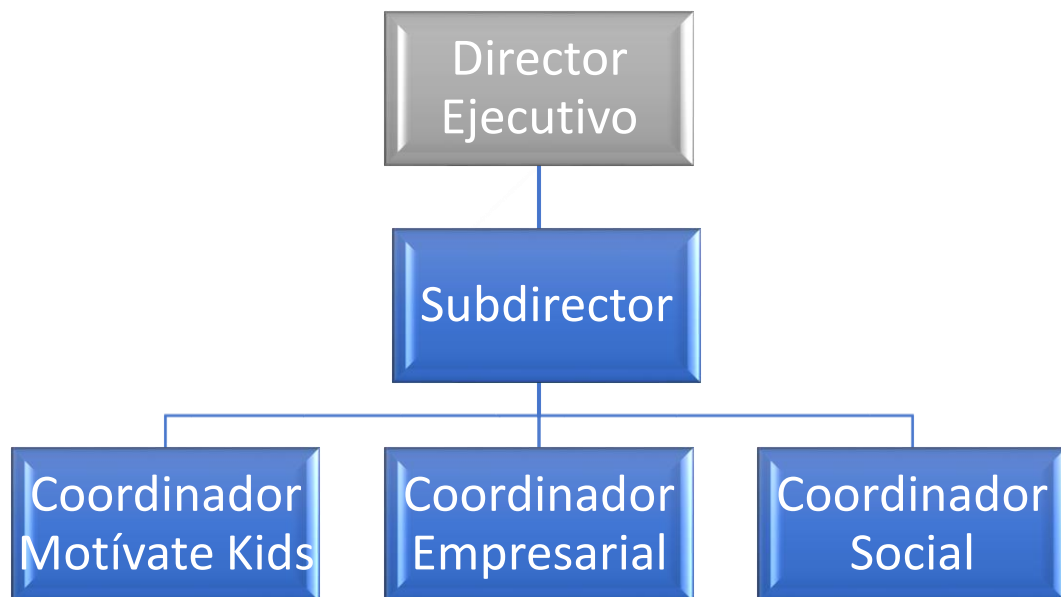 Director
Ejecutivo
Subdirector
Coordinador
Motívate Kids
Coordinador
Empresarial
Coordinador
Social